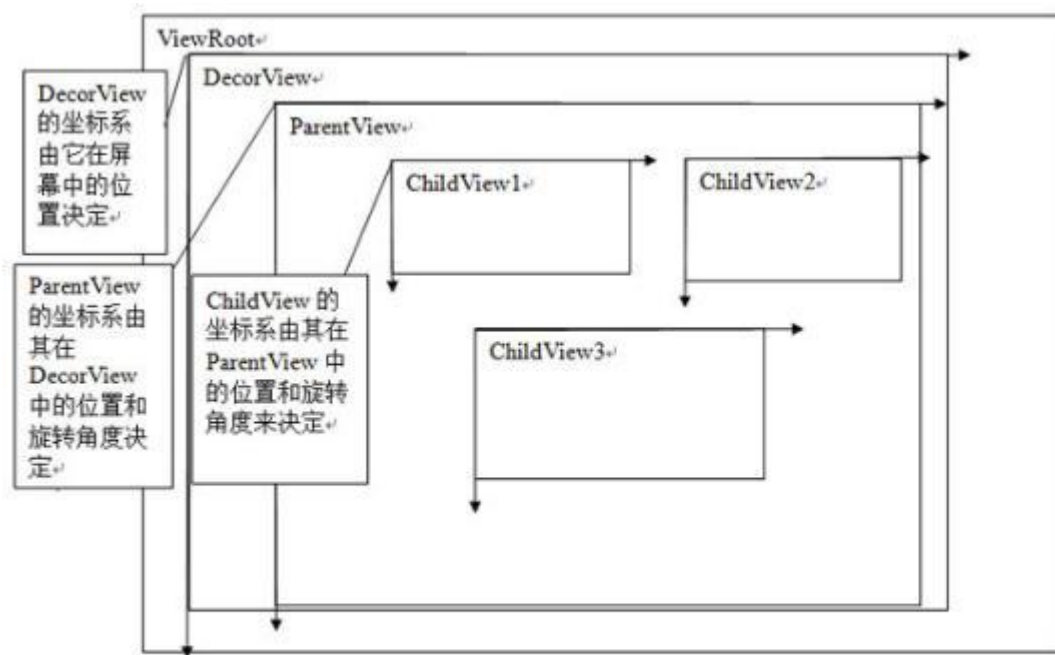 ViewRoot
DecorView
DecorView
的坐标系
由它在屏
幕中的位
置决定
ParentView
ChildView1
ChildView2
ParentView
的坐标系由
其在
DecorView
中的位置和
旋转角度决
定
ChildView 的
坐标系由其在
ParentView 中
的位置和旋转
角度来决定
ChildView3